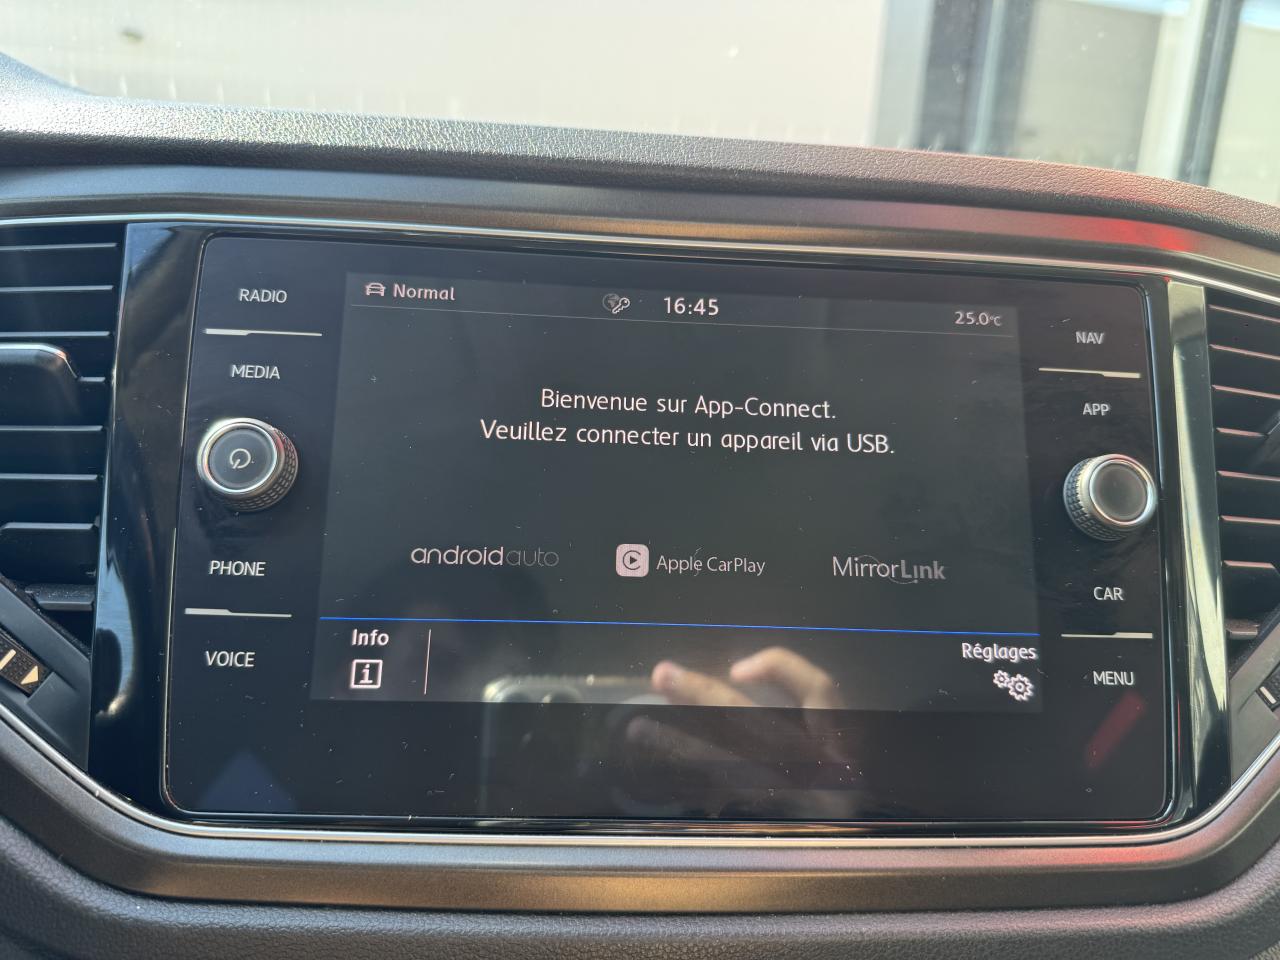 RADIO
MEDIA
PHONE
VOICE
Normal
16:45
25.0°C
Bienvenue sur App-Connect.
Veuillez connecter un appareil via USB.
androidauto
Apple CarPlay
MirrorLink
Info
i
Réglages
NAV
APP
CAR
MENU